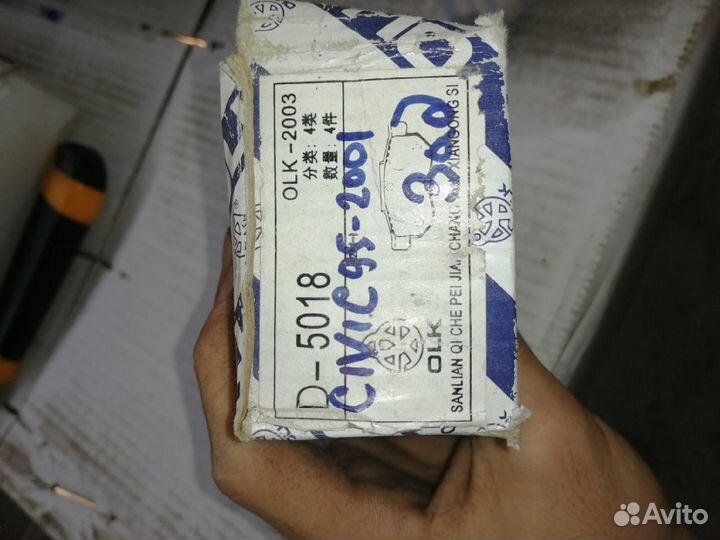 OLK-2003
分类: 4类
数量: 4件
D-5018
CIVIC 95-2001
OLK
SANLIAN QI CHE PEI JIAN CHANG XIANGONG SI
Avito